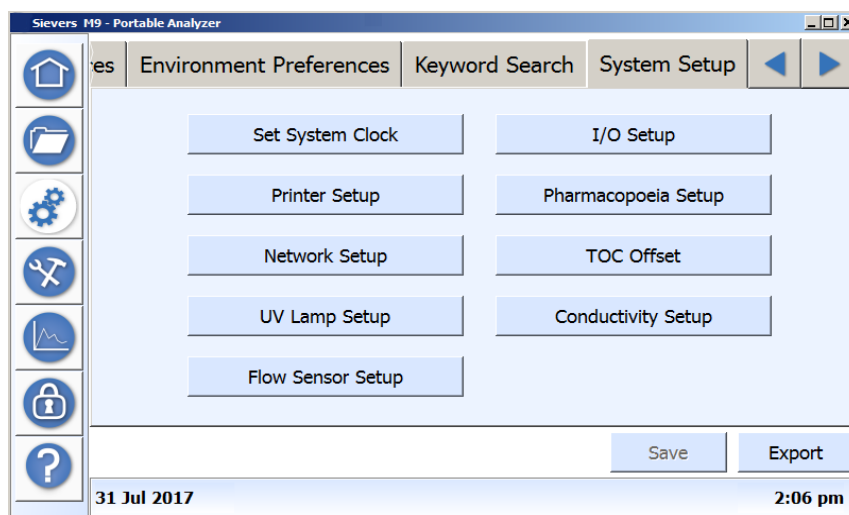 Sievers M9 - Portable Analyzer
es Environment Preferences Keyword Search System Setup
Set System Clock I/O Setup
Printer Setup Pharmacopoeia Setup
Network Setup TOC Offset
UV Lamp Setup Conductivity Setup
Flow Sensor Setup
Save Export
31 Jul 2017 2:06 pm